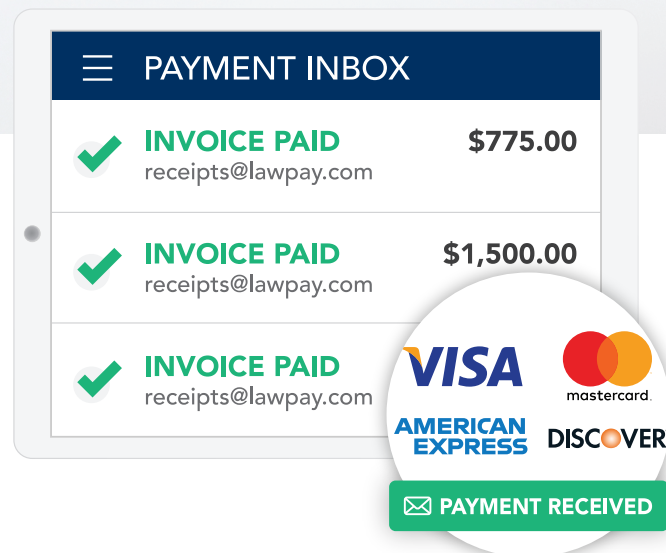 PAYMENT INBOX
INVOICE PAID $775.00
receipts@lawpay.com
INVOICE PAID $1,500.00
receipts@lawpay.com
INVOICE PAID
receipts@lawpay.com
VISA
mastercard.
AMERICAN
EXPRESS
DISCOVER
PAYMENT RECEIVED